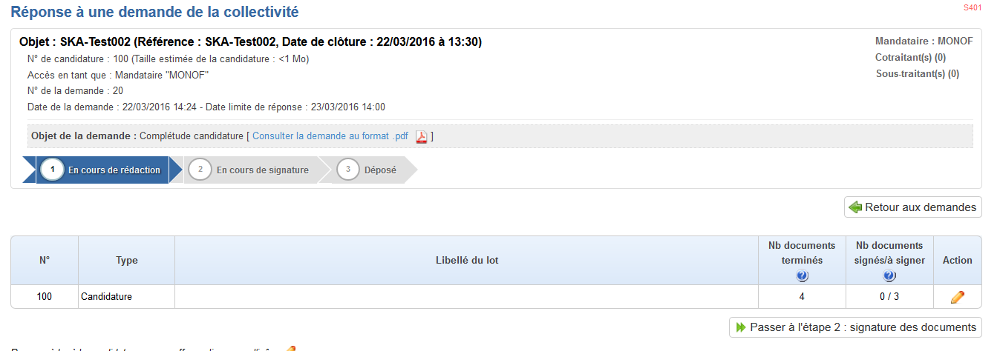 Réponse à une demande de la collectivité
S401
Objet : SKA-Test002 (Référence : SKA-Test002, Date de clôture : 22/03/2016 à 13:30)
Mandataire : MONOF
N° de candidature : 100 (Taille estimée de la candidature : <1 Mo)
Cotraitant(s) (0)
Accès en tant que : Mandataire "MONOF"
Sous-traitant(s) (0)
N° de la demande : 20
Date de la demande : 22/03/2016 14:24 - Date limite de réponse : 23/03/2016 14:00
Objet de la demande : Complétude candidature [ Consulter la demande au format .pdf ]
1 En cours de rédaction 2 En cours de signature 3 Déposé
Retour aux demandes
N° Type Libellé du lot Nb documents terminés Nb documents signés/à signer Action
100 Candidature 4 0 / 3
Passer à l'étape 2 : signature des documents